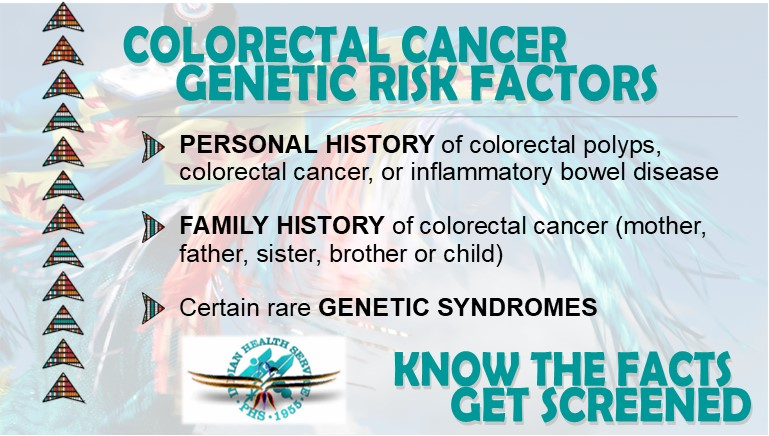 COLORECTAL CANCER
GENETIC RISK FACTORS
PERSONAL HISTORY of colorectal polyps,
colorectal cancer, or inflammatory bowel disease
FAMILY HISTORY of colorectal cancer (mother,
father, sister, brother or child)
Certain rare GENETIC SYNDROMES
INDIAN HEALTH SERVICE
PHS · 1955
KNOW THE FACTS
GET SCREENED